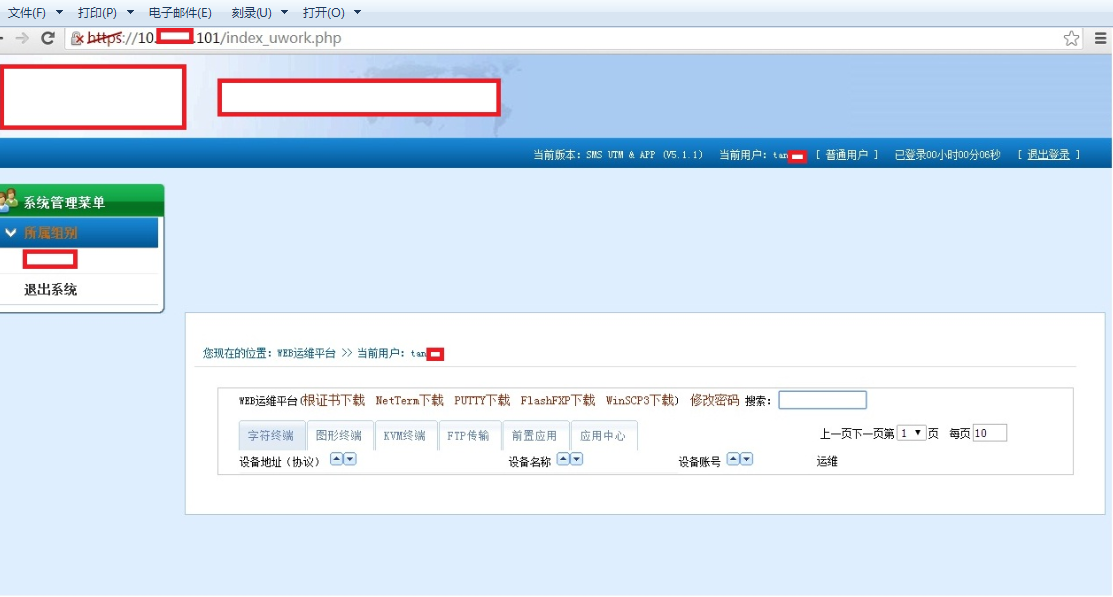 文件(F) 打印(P) 电子邮件(E) 刻录(U) 打开(O)
https://10. .101/index_uwork.php
当前版本: SMS UTM & APP (V5.1.1) 当前用户: tan [ 普通用户 ] 已登录00小时00分06秒 [ 退出登录 ]
系统管理菜单
所属组别
退出系统
您现在的位置: WEB运维平台 >> 当前用户: tan
WEB运维平台(根证书下载 NetTerm下载 PUTTY下载 FlashFXP下载 WinSCP3下载) 修改密码 搜索:
字符终端 图形终端 KVM终端 FTP传输 前置应用 应用中心 上一页下一页第 1 页 每页 10
设备地址(协议) 设备名称 设备账号 运维